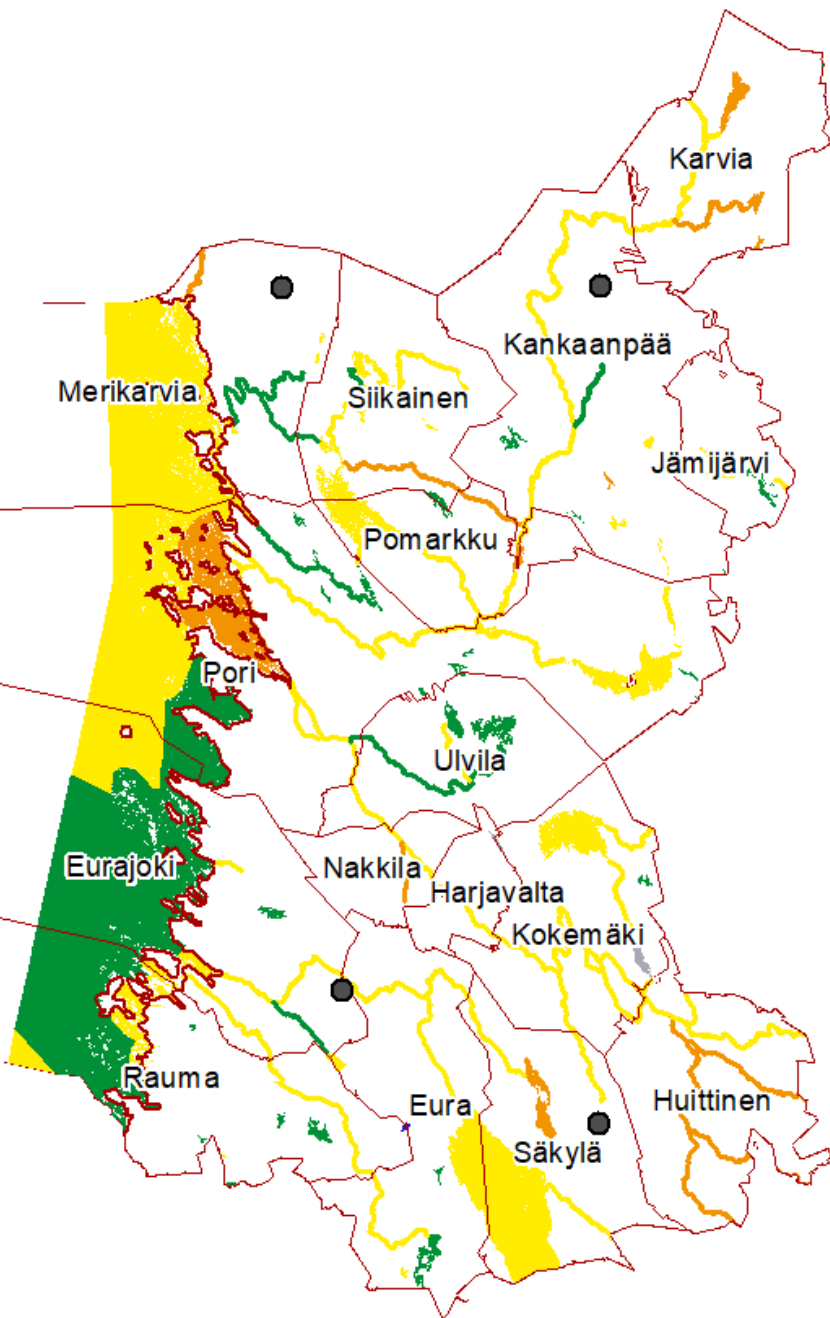 Karvia
Kankaanpää
Merikarvia
Siikainen
Jämijärvi
Pomarkku
Pori
Ulvila
Eurajoki
Nakkila
Harjavalta
Kokemäki
Rauma
Eura
Huittinen
Säkylä